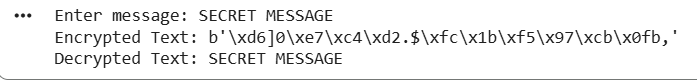 Enter message: SECRET MESSAGE
Encrypted Text: b'\xd6]0\xe7\xc4\xd2.$\xfc\x1b\xf5\x97\xcb\x0fb,'
Decrypted Text: SECRET MESSAGE